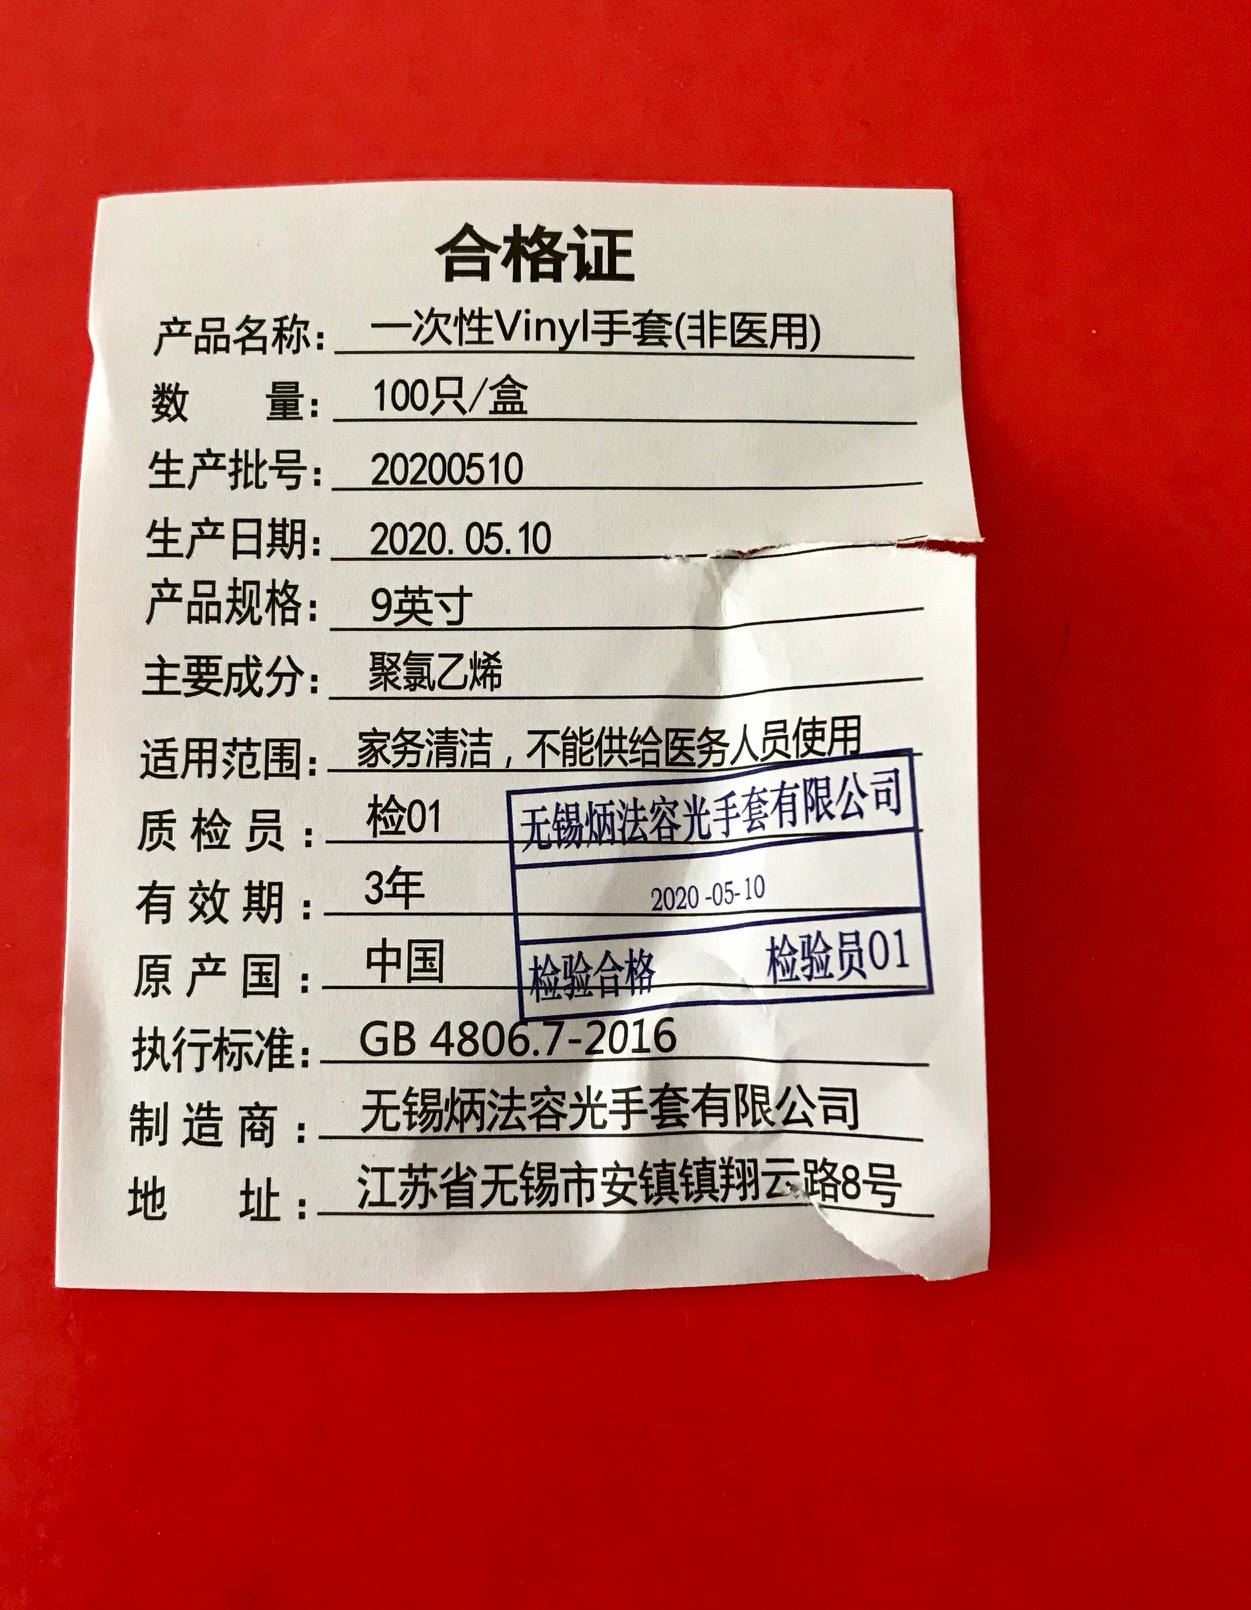 合格证
产品名称：一次性Vinyl手套(非医用)
数 量：100只/盒
生产批号：20200510
生产日期：2020.05.10
产品规格：9英寸
主要成分：聚氯乙烯
适用范围：家务清洁，不能供给医务人员使用
质检员：检01
有效期：3年
原产国：中国
无锡炳法容光手套有限公司
2020-05-10
检验合格 检验员01
执行标准：GB 4806.7-2016
制造商：无锡炳法容光手套有限公司
地 址：江苏省无锡市安镇镇翔云路8号